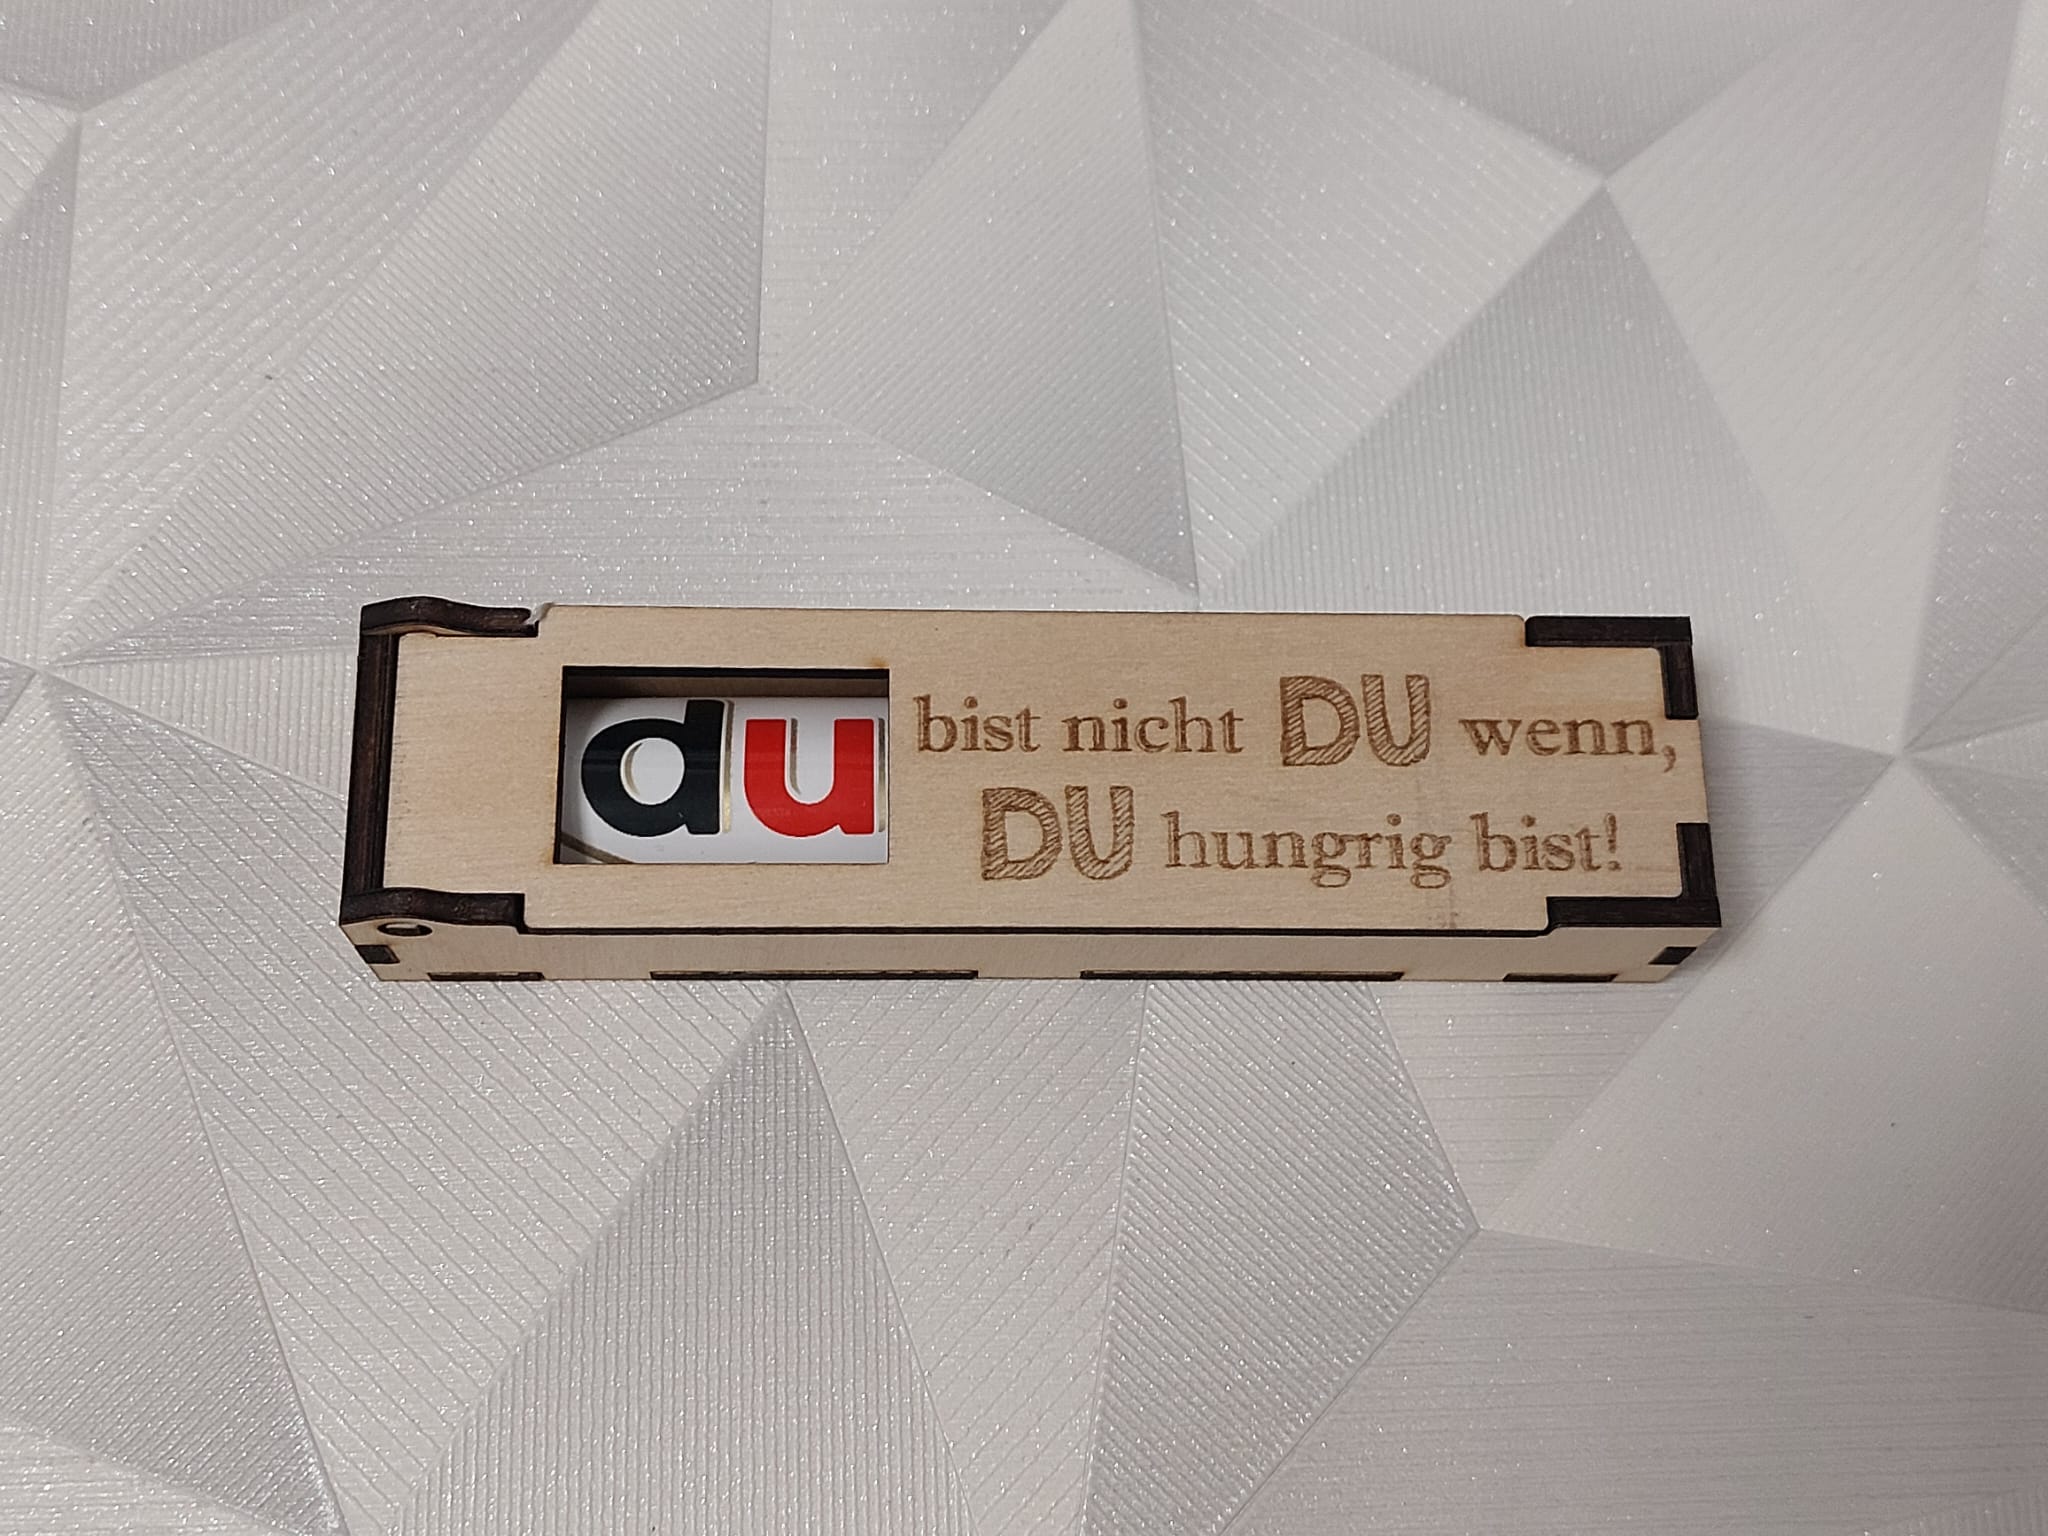 du bist nicht DU wenn,
DU hungrig bist!